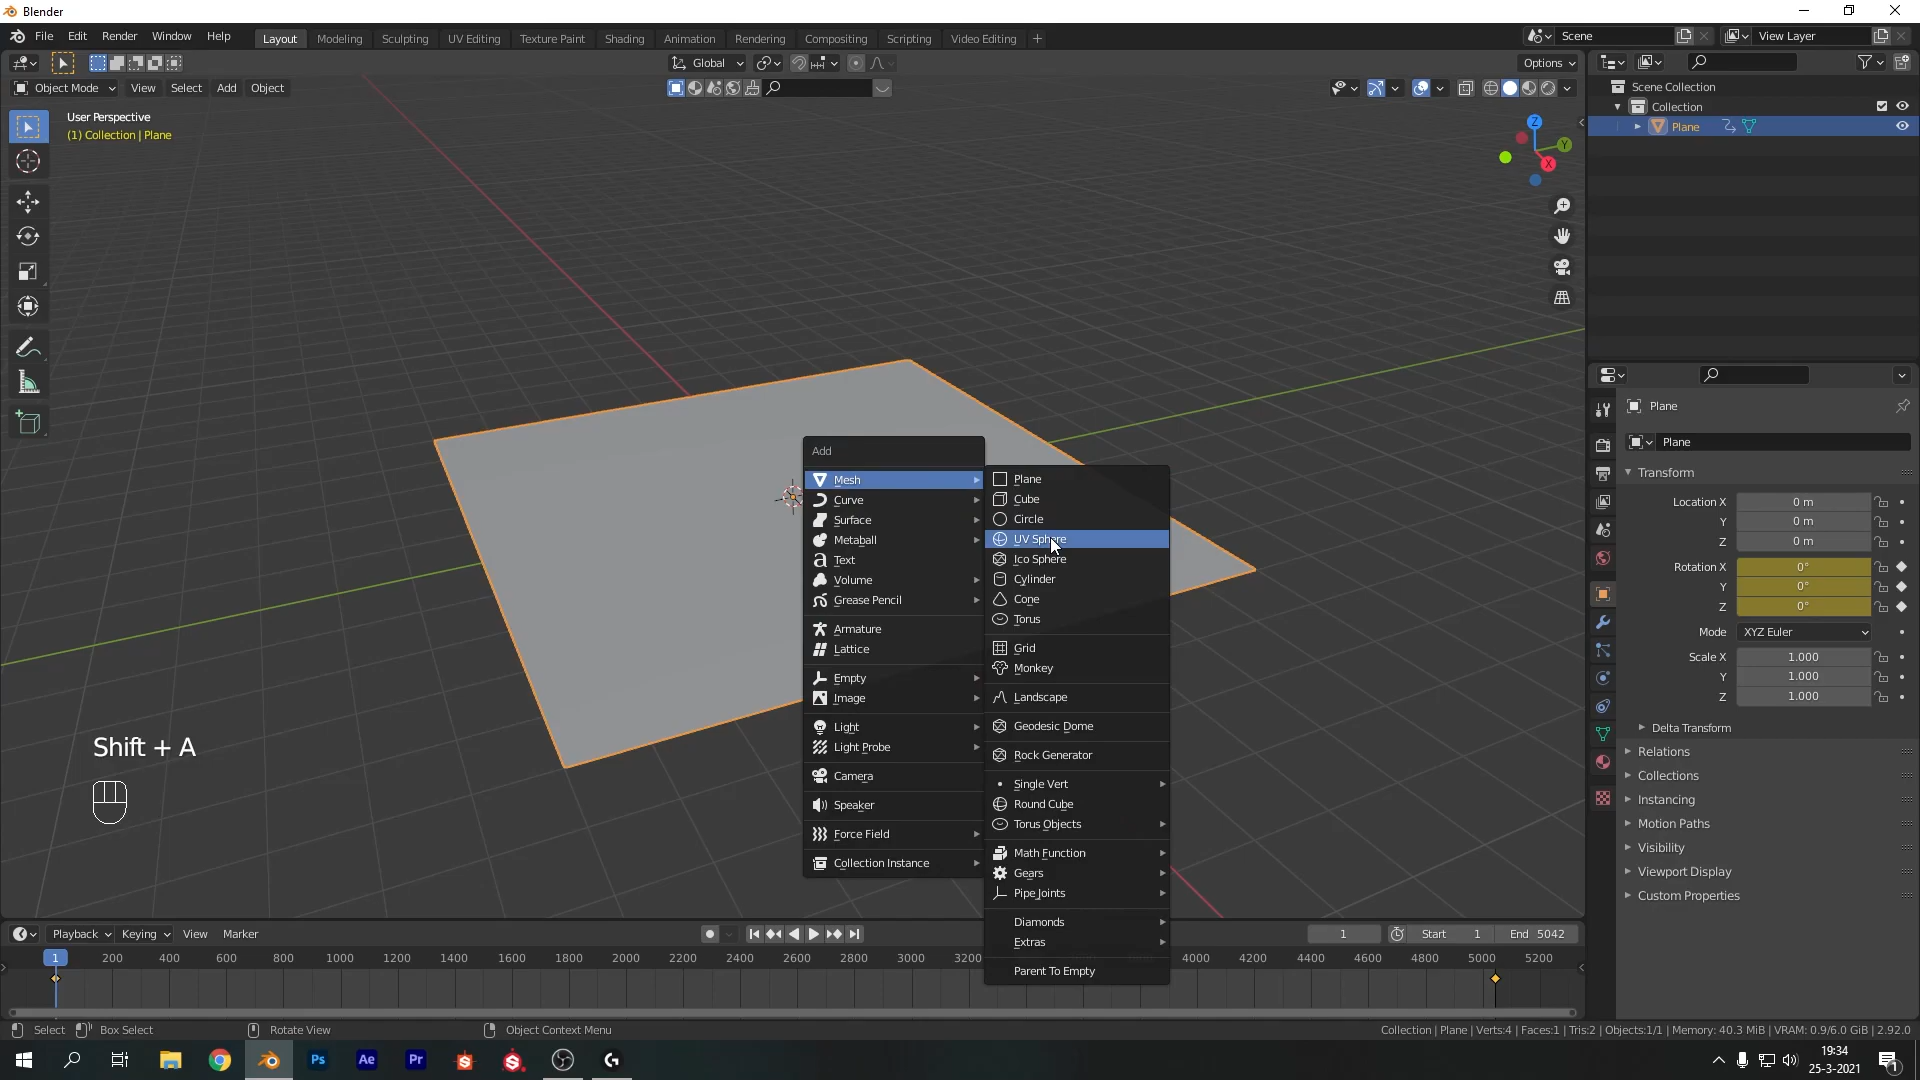 Blender
File Edit Render Window Help
Layout Modeling Sculpting UV Editing Texture Paint Shading Animation Rendering Compositing Scripting Video Editing +
Scene
View Layer
Global
Options
Object Mode View Select Add Object
User Perspective
(1) Collection | Plane
Z
Y
X
Scene Collection
Collection
Plane
Add
Mesh
Curve
Surface
Metaball
Text
Volume
Grease Pencil
Armature
Lattice
Empty
Image
Light
Light Probe
Camera
Speaker
Force Field
Collection Instance
Plane
Cube
Circle
UV Sphere
Ico Sphere
Cylinder
Cone
Torus
Grid
Monkey
Landscape
Geodesic Dome
Rock Generator
Single Vert
Round Cube
Torus Objects
Math Function
Gears
Pipe Joints
Diamonds
Extras
Parent To Empty
Shift + A
Plane
Plane
Transform
Location X 0 m
Y 0 m
Z 0 m
Rotation X 0°
Y 0°
Z 0°
Mode XYZ Euler
Scale X 1.000
Y 1.000
Z 1.000
Delta Transform
Relations
Collections
Instancing
Motion Paths
Visibility
Viewport Display
Custom Properties
Playback Keying View Marker
1 Start 1 End 5042
1 200 400 600 800 1000 1200 1400 1600 1800 2000 2200 2400 2600 2800 3000 3200 4000 4200 4400 4600 4800 5000 5200
Select Box Select Rotate View Object Context Menu
Collection | Plane | Verts:4 | Faces:1 | Tris:2 | Objects:1/1 | Memory: 40.3 MiB | VRAM: 0.9/6.0 GiB | 2.92.0
Ps Ae Pr
19:34
25-3-2021
1